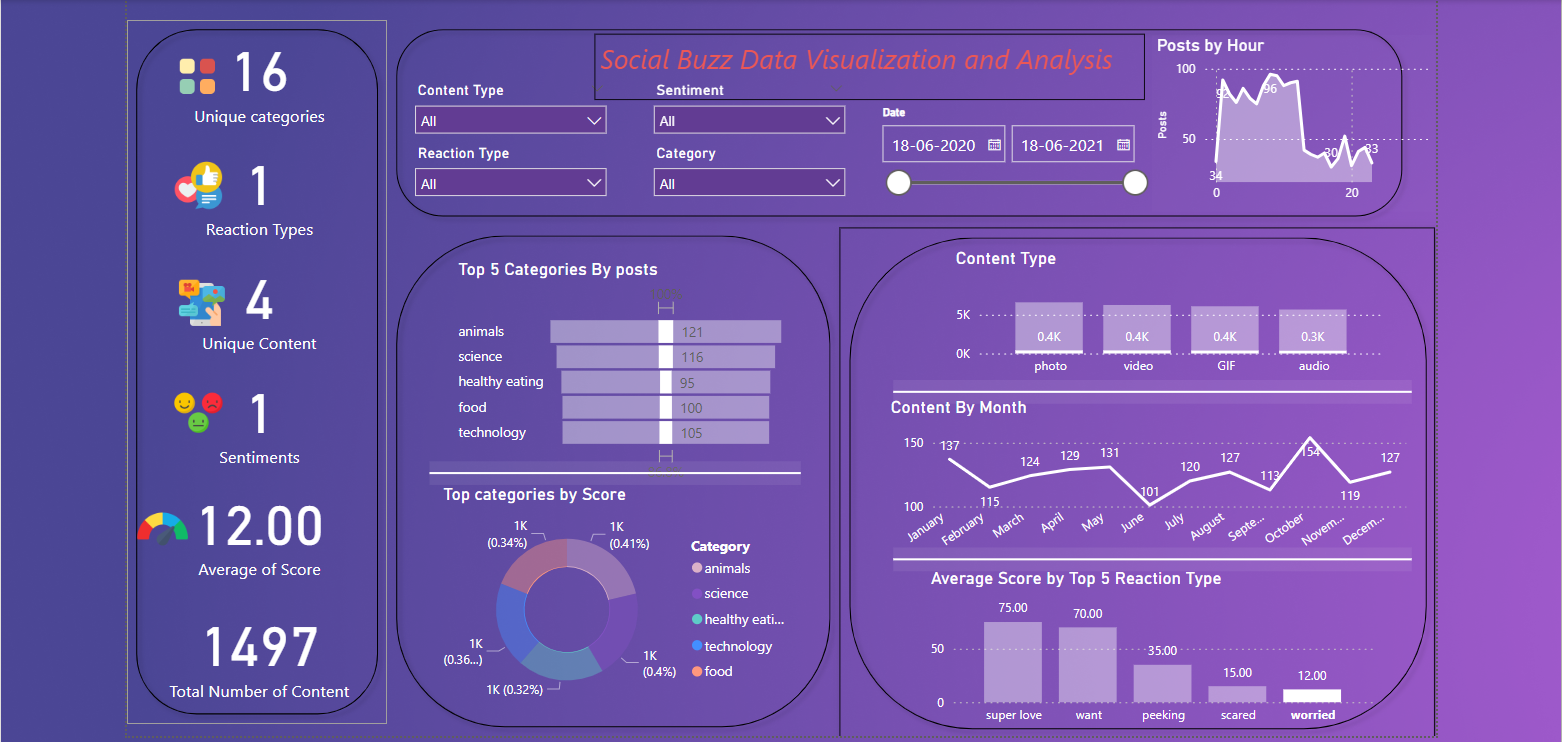 16
Unique categories
1
Reaction Types
4
Unique Content
1
Sentiments
12.00
Average of Score
1497
Total Number of Content
Social Buzz Data Visualization and Analysis
Content Type
All
Sentiment
All
Reaction Type
All
Category
All
Date
18-06-2020
18-06-2021
Posts by Hour
Posts
100
50
92
96
34
30
33
0
20
Top 5 Categories By posts
animals 121
science 116
healthy eating 95
food 100
technology 105
Top categories by Score
1K
(0.34%)
1K
(0.41%)
1K
(0.36...)
1K
(0.4%)
1K (0.32%)
Category
animals
science
healthy eati...
technology
food
Content Type
5K
0K
0.4K 0.4K 0.4K 0.3K
photo video GIF audio
Content By Month
150
100
137 115 124 129 131 101 120 127 113 154 119 127
January February March April May June July August Septe... October Novem... Decem...
Average Score by Top 5 Reaction Type
50
0
75.00 70.00 35.00 15.00 12.00
super love want peeking scared worried